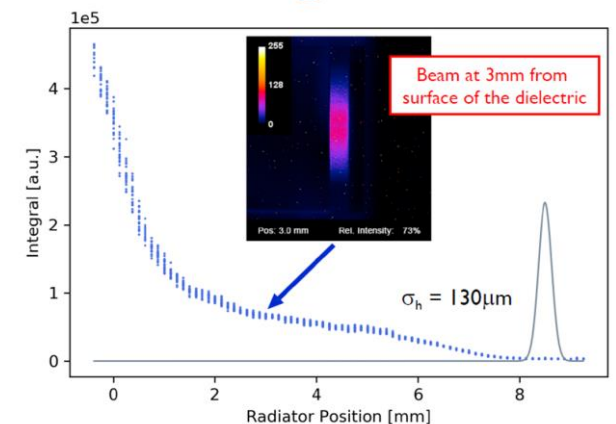 1e5
Integral [a.u.]
4
3
2
1
0
255
128
0
Pos: 3.0 mm Rel. Intensity: 73%
Beam at 3mm from
surface of the dielectric
σh = 130μm
0 2 4 6 8
Radiator Position [mm]